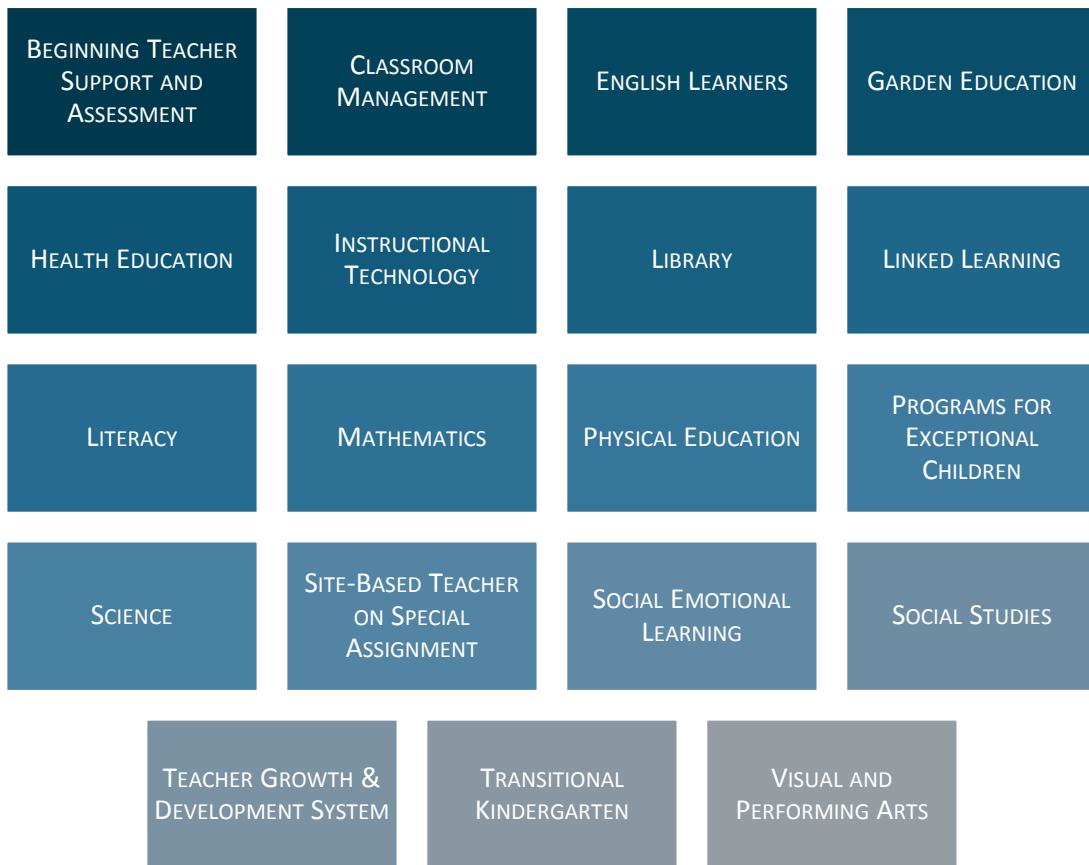 BEGINNING TEACHER
SUPPORT AND
ASSESSMENT
CLASSROOM
MANAGEMENT
ENGLISH LEARNERS
GARDEN EDUCATION
HEALTH EDUCATION
INSTRUCTIONAL
TECHNOLOGY
LIBRARY
LINKED LEARNING
LITERACY
MATHEMATICS
PHYSICAL EDUCATION
PROGRAMS FOR
EXCEPTIONAL
CHILDREN
SCIENCE
SITE-BASED TEACHER
ON SPECIAL
ASSIGNMENT
SOCIAL EMOTIONAL
LEARNING
SOCIAL STUDIES
TEACHER GROWTH &
DEVELOPMENT SYSTEM
TRANSITIONAL
KINDERGARTEN
VISUAL AND
PERFORMING ARTS